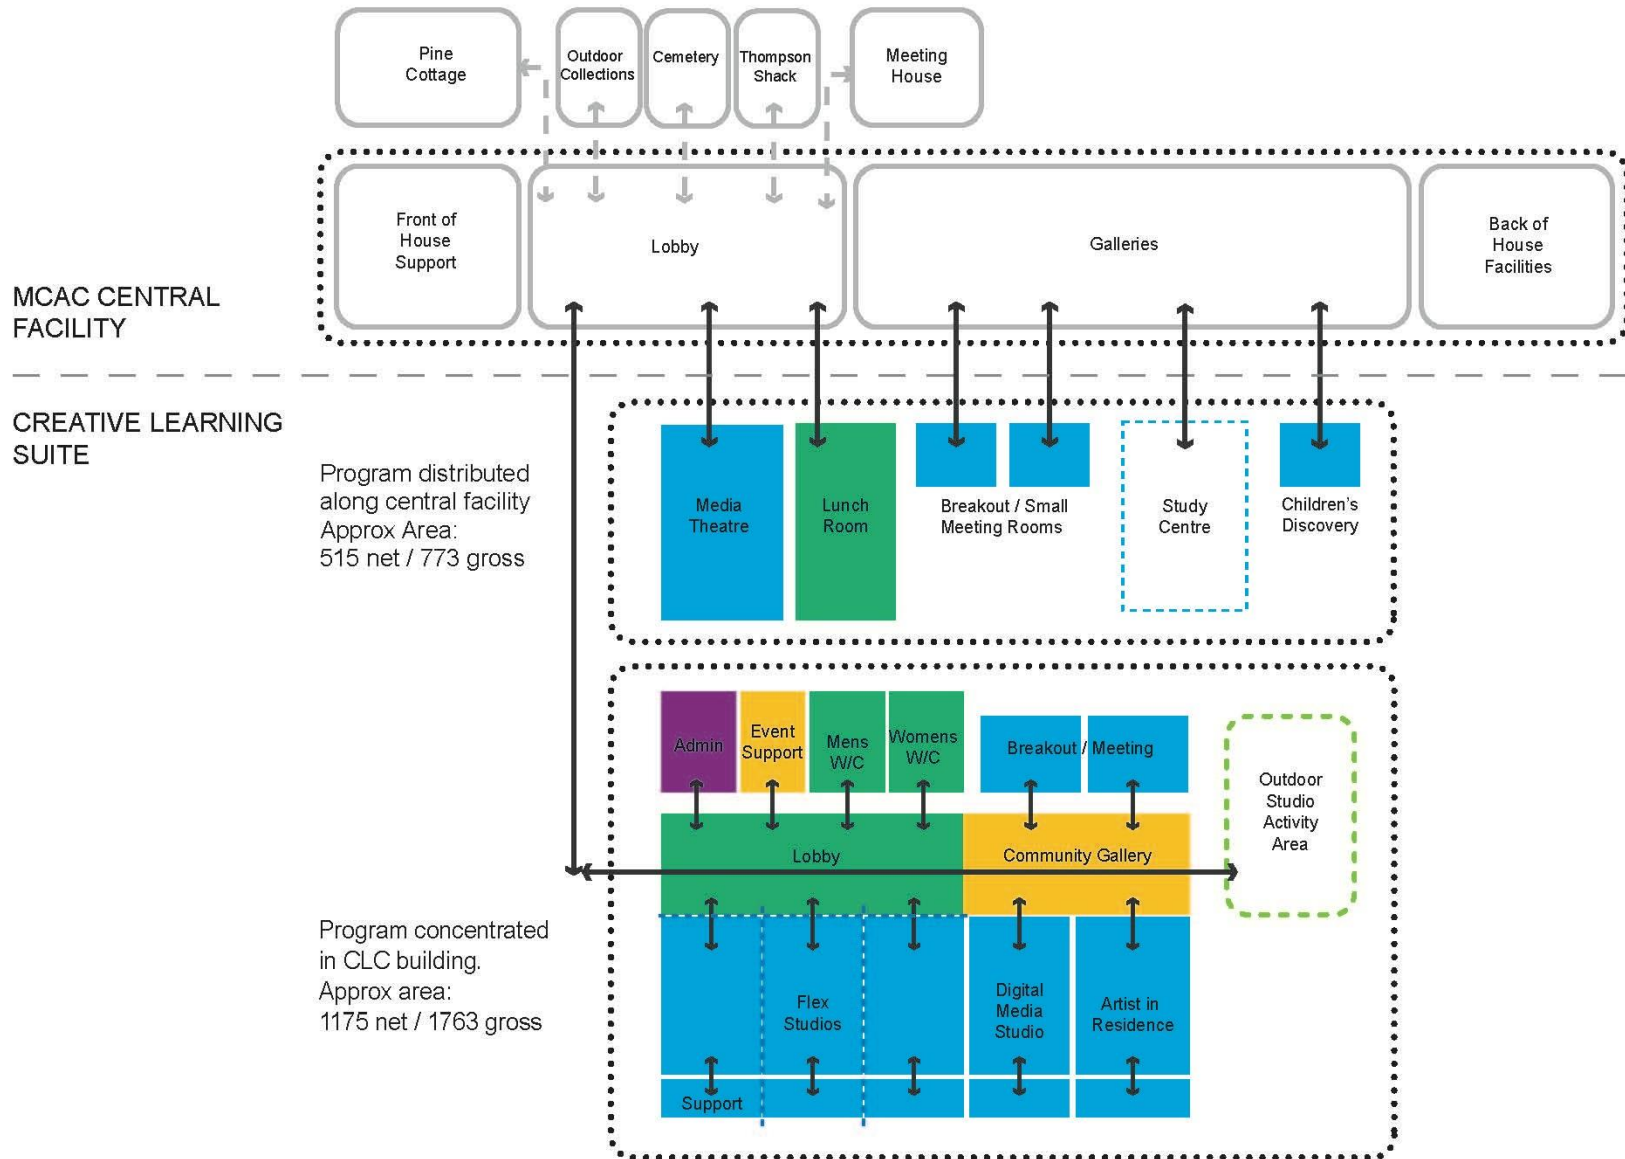 Pine
Cottage
Outdoor
Collections
Cemetery
Thompson
Shack
Meeting
House
Front of
House
Support
Lobby
Galleries
Back of
House
Facilities
MCAC CENTRAL
FACILITY
CREATIVE LEARNING
SUITE
Program distributed
along central facility
Approx Area:
515 net / 773 gross
Media
Theatre
Lunch
Room
Breakout / Small
Meeting Rooms
Study
Centre
Children's
Discovery
Admin
Event
Support
Mens
W/C
Womens
W/C
Breakout / Meeting
Outdoor
Studio
Activity
Area
Lobby
Community Gallery
Program concentrated
in CLC building.
Approx area:
1175 net / 1763 gross
Flex
Studios
Digital
Media
Studio
Artist in
Residence
Support